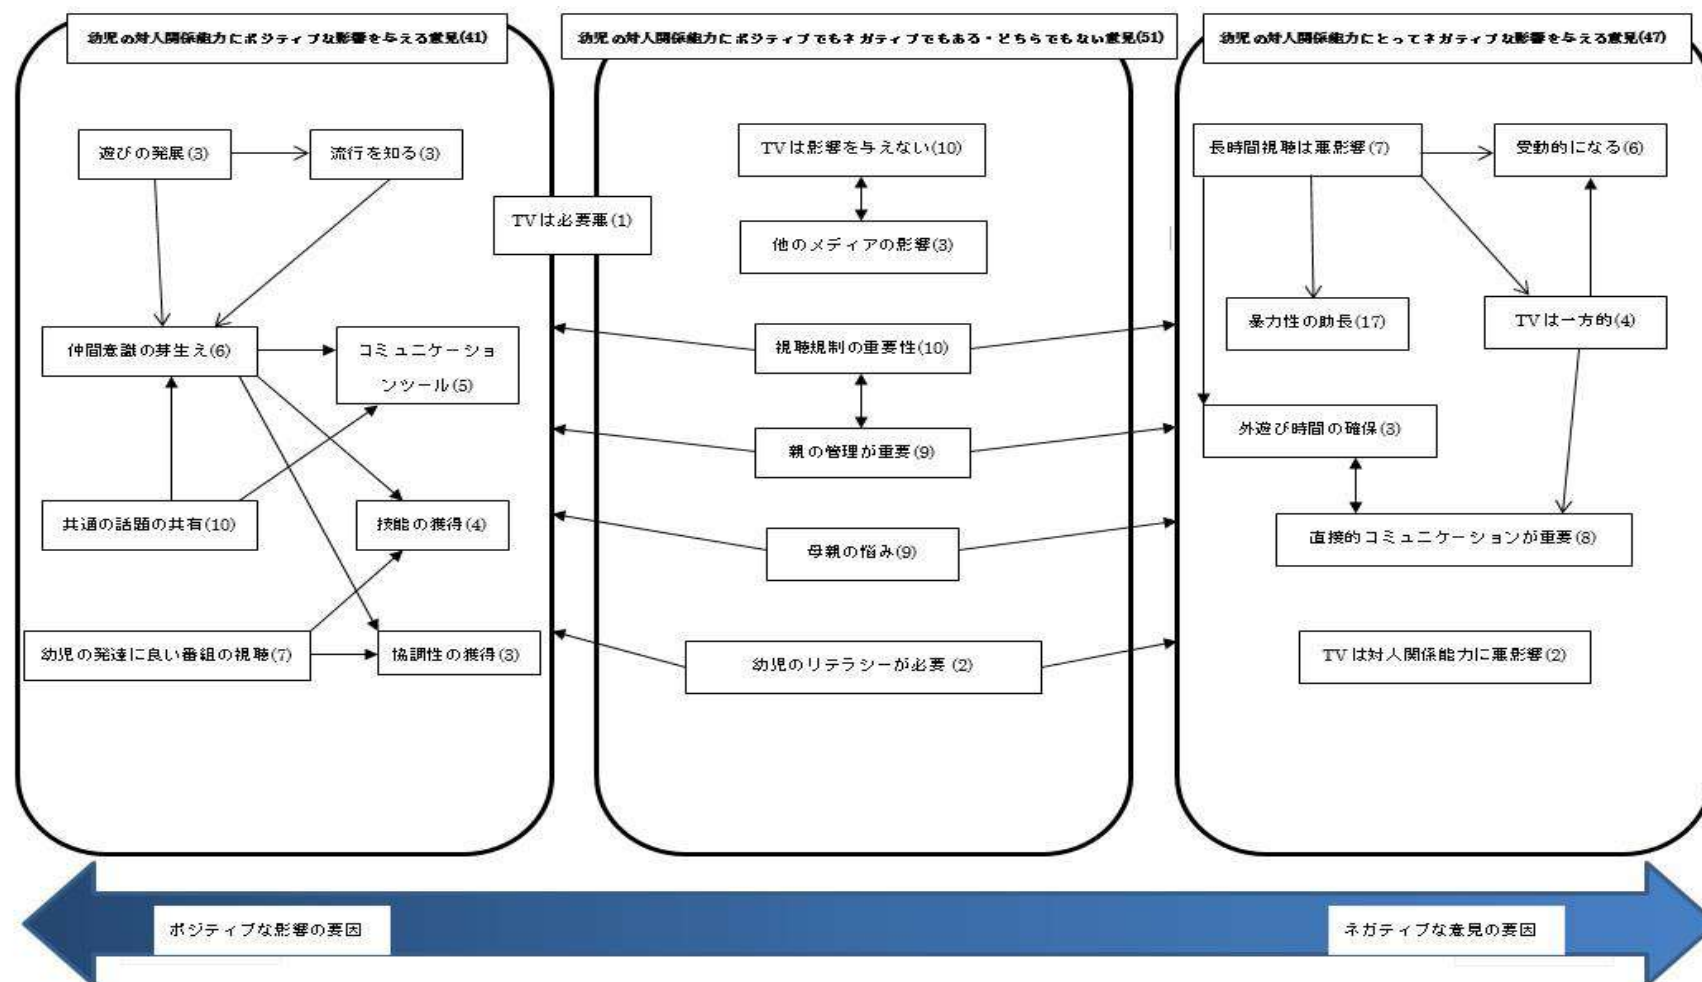 幼児の対人関係能力にポジティブな影響を与える意見(41)
遊びの発展(3)
流行を知る(3)
仲間意識の芽生え(6)
コミュニケーショ
ンツール(5)
共通の話題の共有(10)
技能の獲得(4)
幼児の発達に良い番組の視聴(7)
協調性の獲得(3)
TVは必要悪(1)
幼児の対人関係能力にポジティブでもネガティブでもある・どちらでもない意見(51)
TVは影響を与えない(10)
他のメディアの影響(3)
視聴規制の重要性(10)
親の管理が重要(9)
母親の悩み(9)
幼児のリテラシーが必要(2)
幼児の対人関係能力にとってネガティブな影響を与える意見(47)
長時間視聴は悪影響(7)
受動的になる(6)
暴力性の助長(17)
TVは一方的(4)
外遊び時間の確保(3)
直接的コミュニケーションが重要(8)
TVは対人関係能力に悪影響(2)
ポジティブな影響の要因
ネガティブな意見の要因